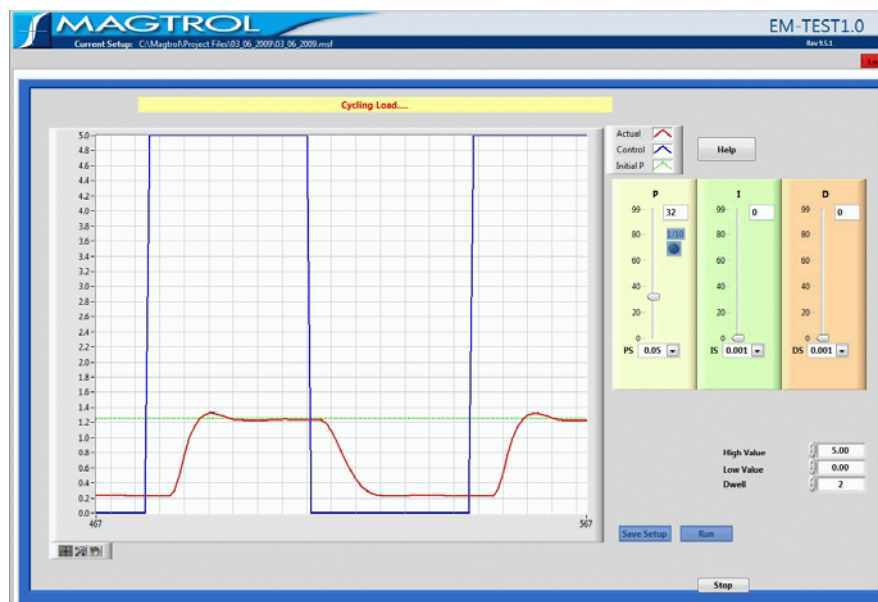 MAGTROL
EM-TEST1.0
Current Setup: C:\Magtrol\Project Files\03_06_2009\03_06_2009.msf
Rev 9.5.1
Cycling Load....
Actual
Control
Initial P
Help
P
I
D
99
32
99
0
99
0
80
1/10
80
80
60
60
60
40
40
40
20
20
20
0
0
0
PS 0.05
IS 0.001
DS 0.001
5.0
4.8
4.6
4.4
4.2
4.0
3.8
3.6
3.4
3.2
3.0
2.8
2.6
2.4
2.2
2.0
1.8
1.6
1.4
1.2
1.0
0.8
0.6
0.4
0.2
0.0
467
567
High Value 5.00
Low Value 0.00
Dwell 2
Save Setup
Run
Stop